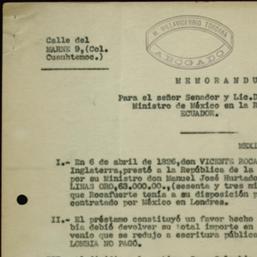 Calle del
MARNE 9,(Col.
Cuauhtemoc.)
ABOGADO
MEMORANDU
Para el señor Senador y Lic.D
Ministro de México en la R
ECUADOR.
MEXI
I.- En 6 de abril de 1826,don VICENTE ROCA
Inglaterra,prestó a la República de la
por su Ministro don Manuel José Hurtado
LIBRAS ORO,63.000.00,(sesenta y tres mi
que Rocafuerte tenia a su disposición p
contratado por México en Londres.
II.- El préstamo constituyó un favor hecho
bia debió devolver su total importe en
venio que se redujo a escritura públic
LOMBIA NO PAGÓ.